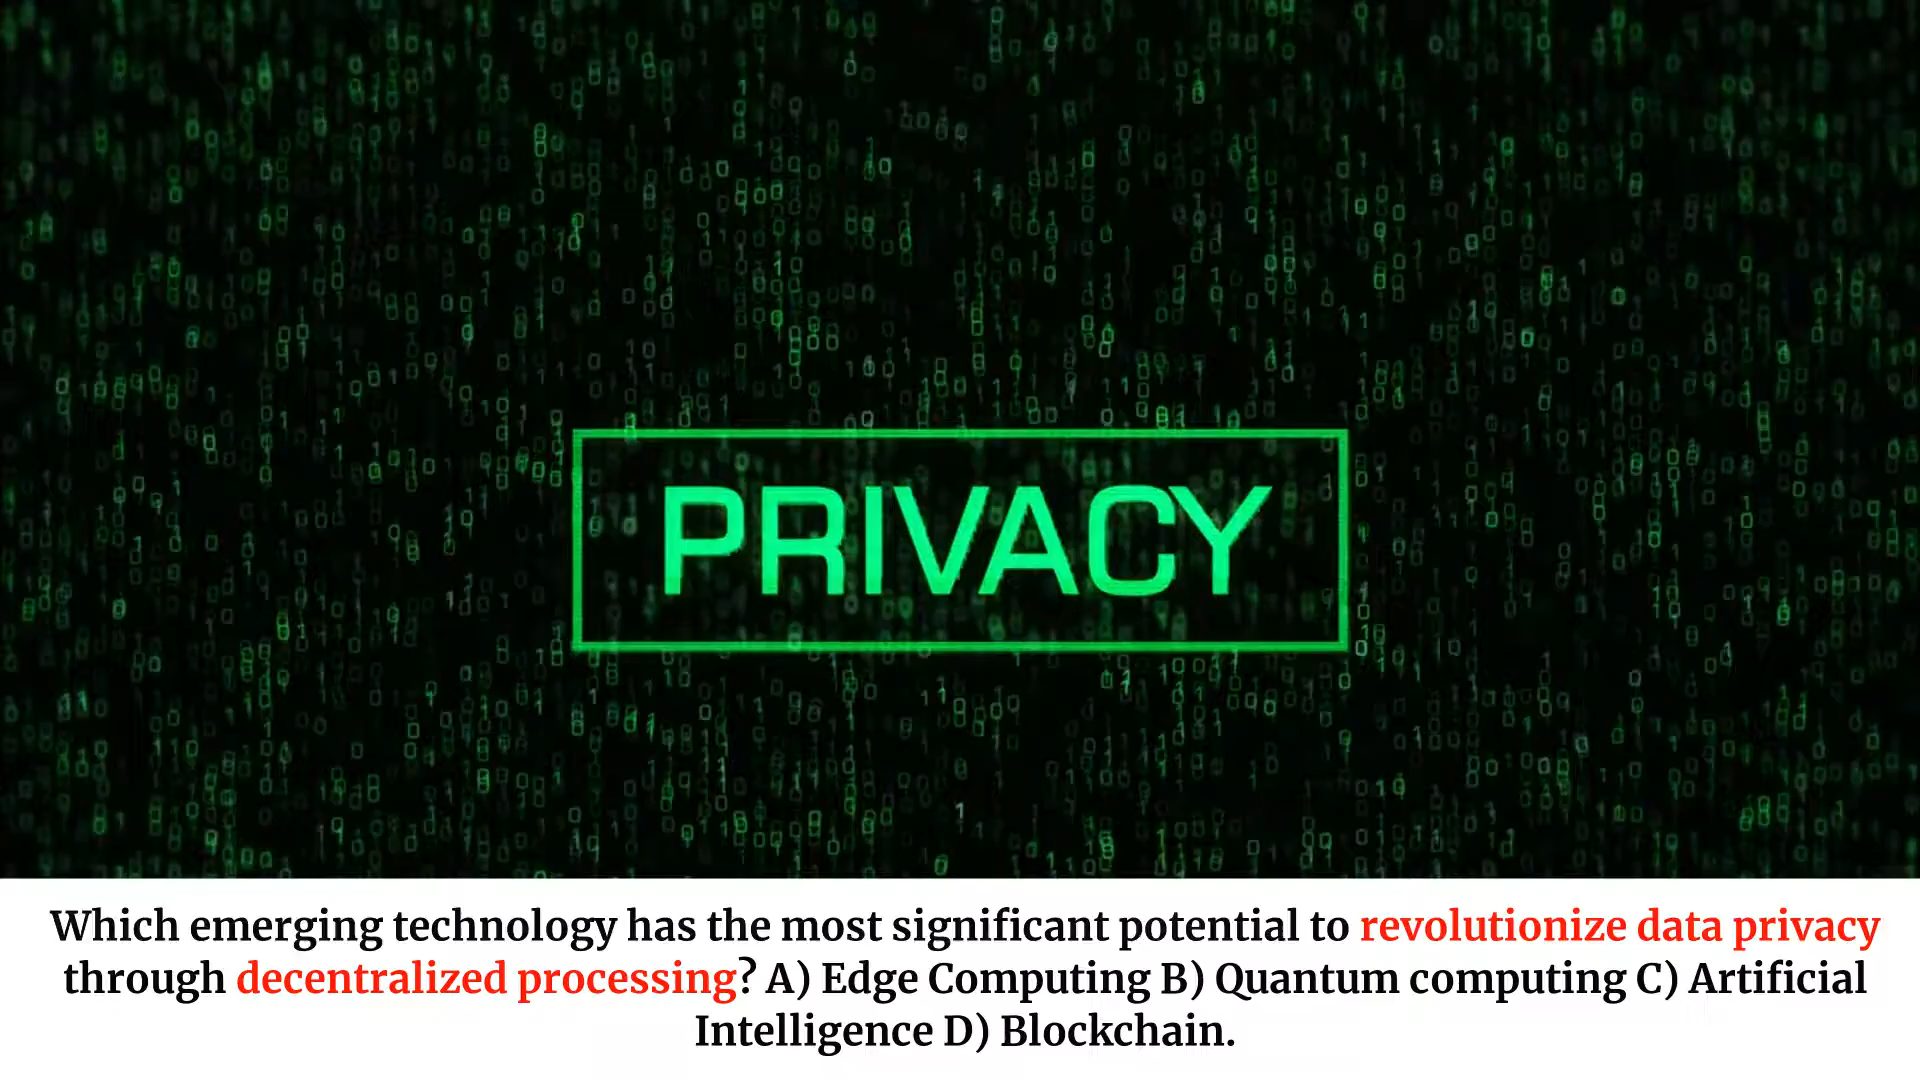 PRIVACY
Which emerging technology has the most significant potential to revolutionize data privacy
through decentralized processing? A) Edge Computing B) Quantum computing C) Artificial
Intelligence D) Blockchain.